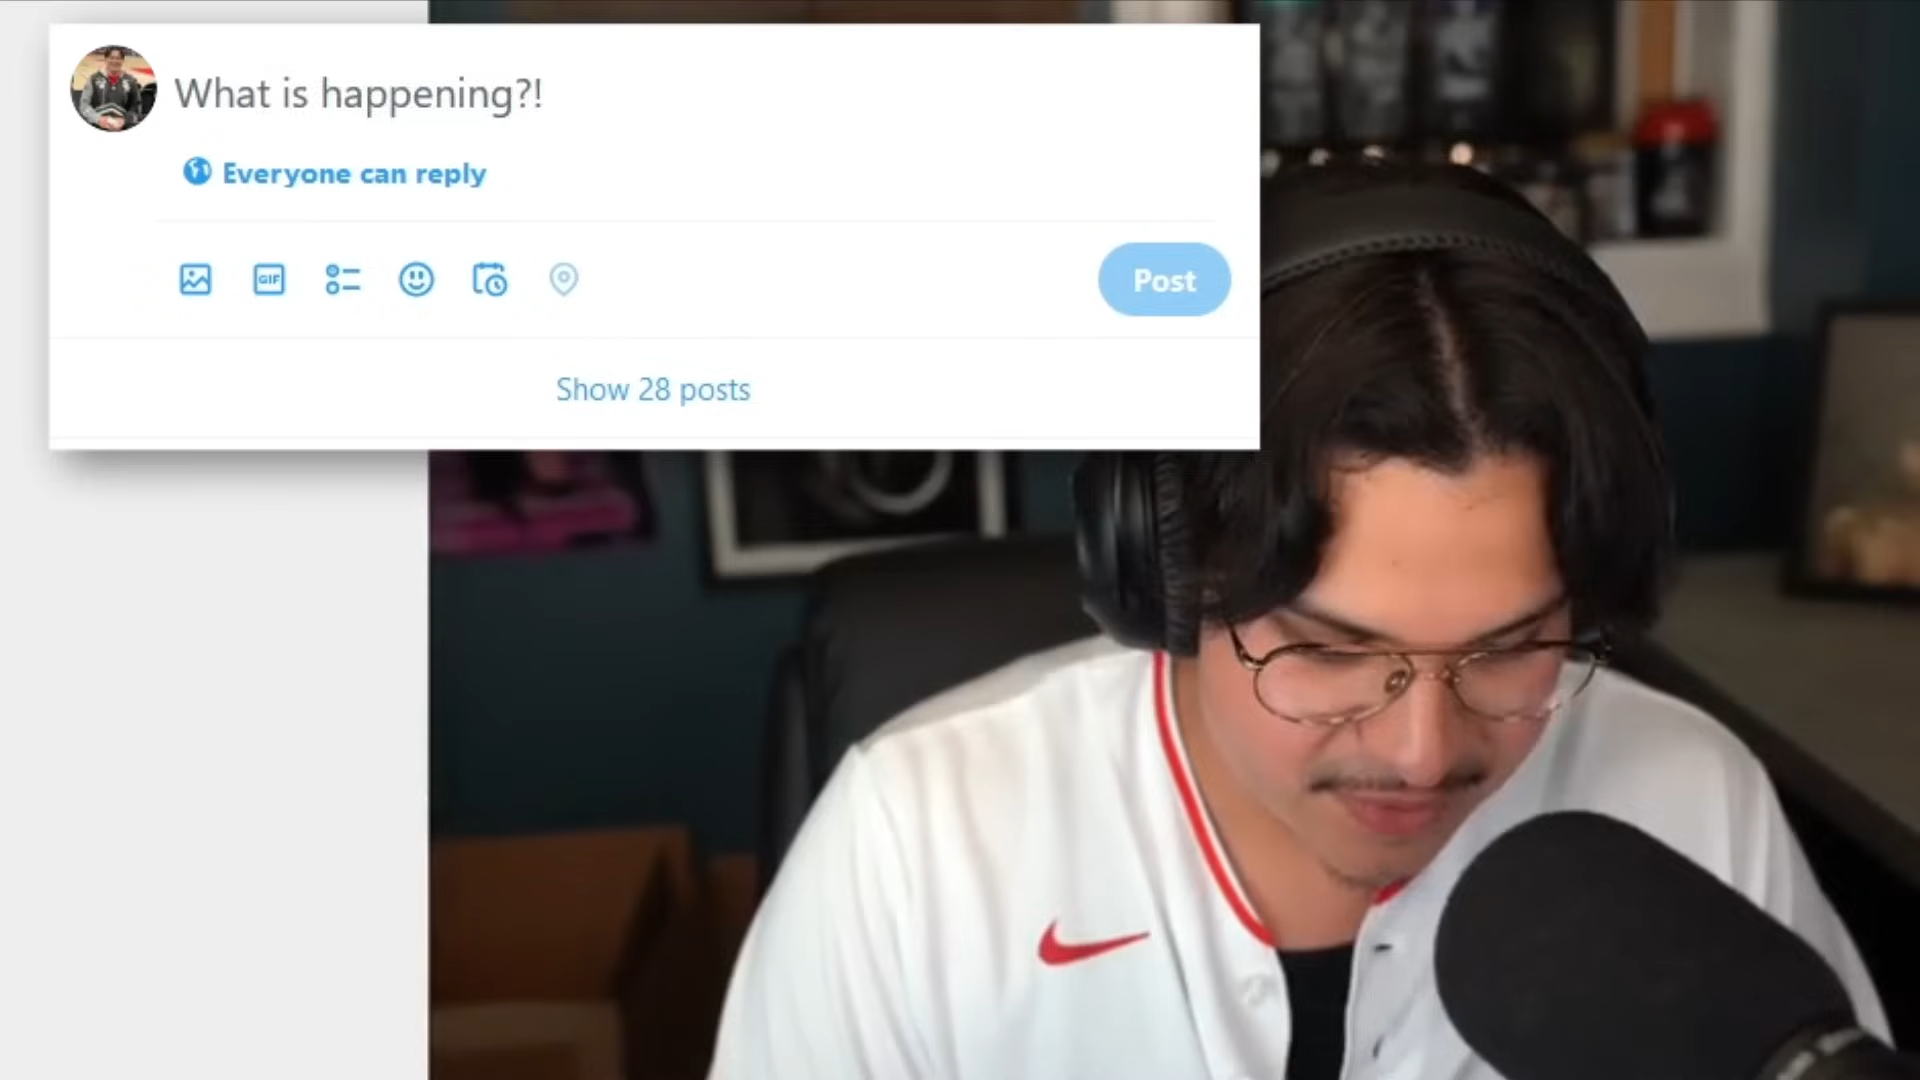 What is happening?!
Everyone can reply
GIF
Post
Show 28 posts